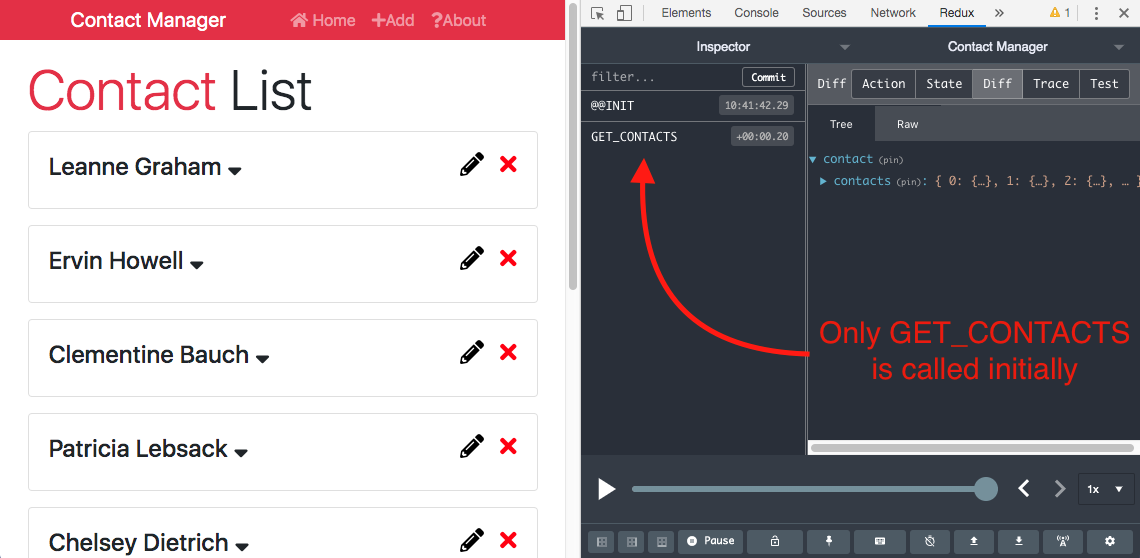 Contact Manager Home Add ?About
Contact List
Leanne Graham
Ervin Howell
Clementine Bauch
Patricia Lebsack
Chelsey Dietrich
Elements Console Sources Network Redux » 1
Inspector Contact Manager
filter... Commit
@@INIT 10:41:42.29
GET_CONTACTS +00:00.20
Diff Action State Diff Trace Test
Tree Raw
contact (pin)
contacts (pin): { 0: {…}, 1: {…}, 2: {…}, … }
Only GET_CONTACTS
is called initially
1x
Pause